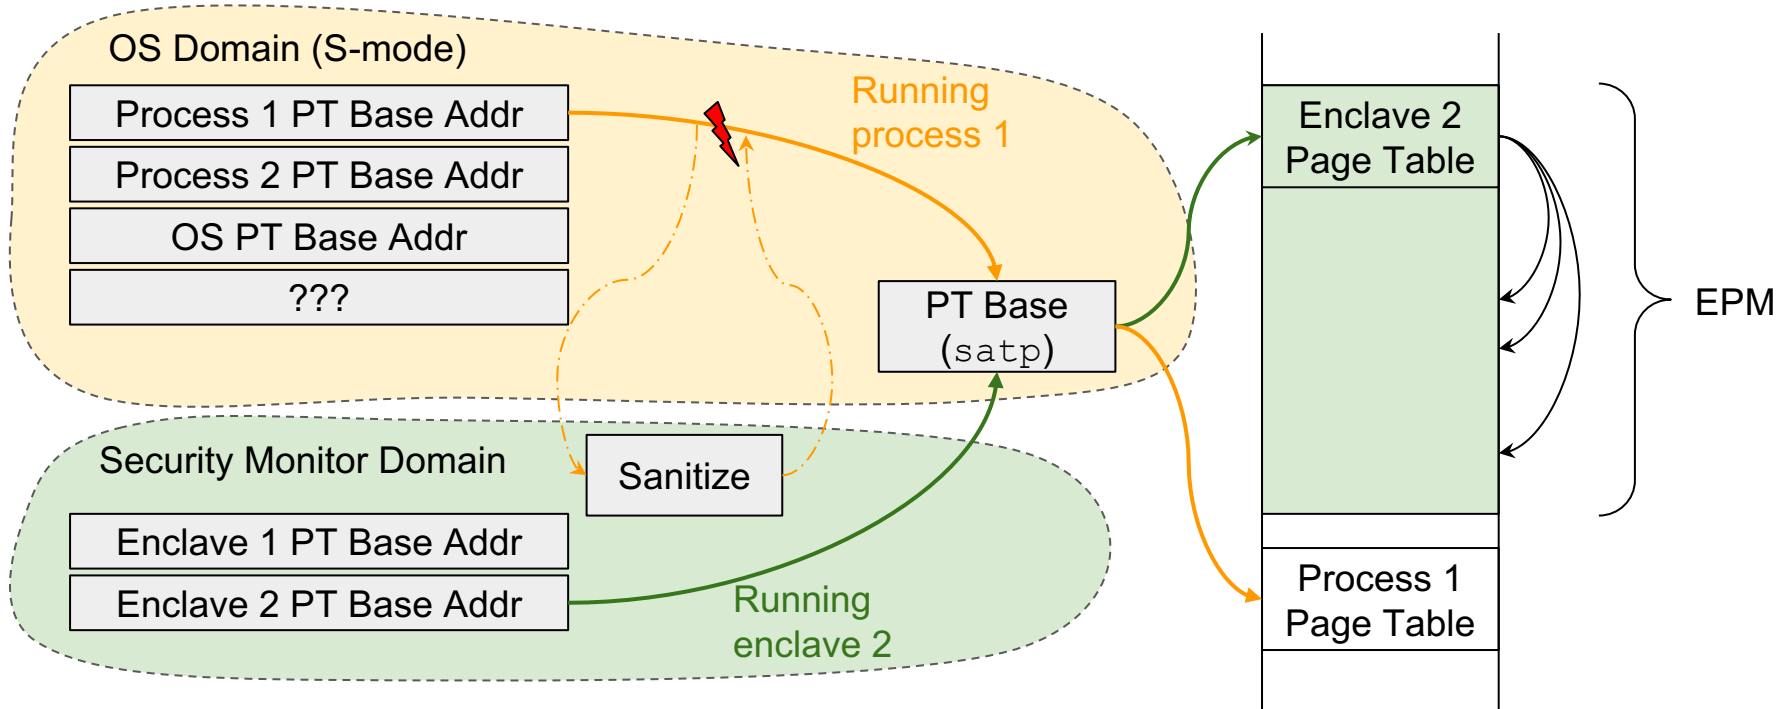 OS Domain (S-mode)
Process 1 PT Base Addr
Process 2 PT Base Addr
OS PT Base Addr
???
Running
process 1
PT Base
(satp)
Security Monitor Domain
Sanitize
Enclave 1 PT Base Addr
Enclave 2 PT Base Addr
Running
enclave 2
Enclave 2
Page Table
EPM
Process 1
Page Table